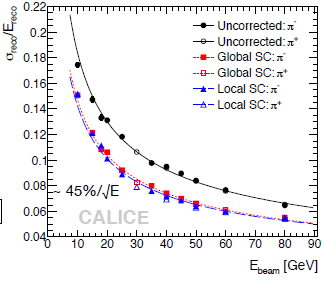 0.22
0.2
0.18
0.16
0.14
0.12
0.1
0.08
0.06
0.04
σreco/Ereco
Uncorrected: π⁻
Uncorrected: π⁺
Global SC: π⁻
Global SC: π⁺
Local SC: π⁻
Local SC: π⁺
~ 45%/√E
CALICE
0 10 20 30 40 50 60 70 80 90
Ebeam [GeV]